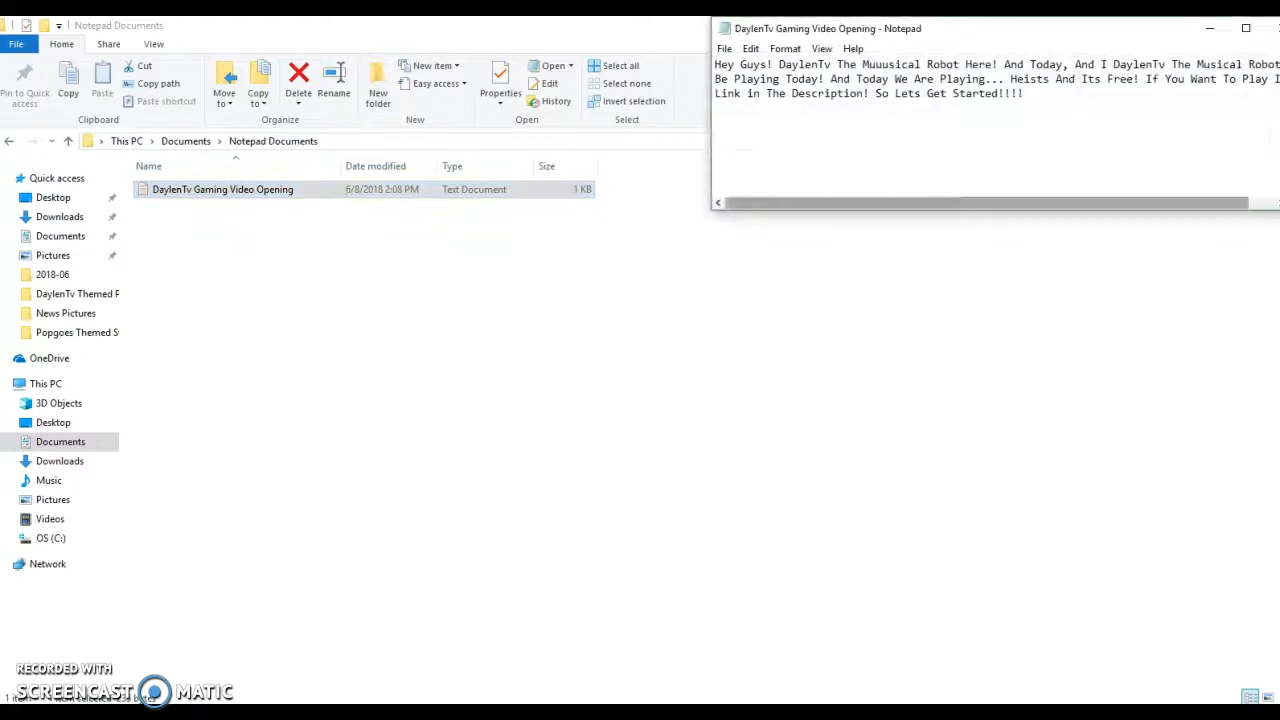 Notepad Documents
File Home Share View
Pin to Quick access
Copy
Paste
Cut
Copy path
Paste shortcut
Clipboard
Move to
Copy to
Delete
Rename
Organize
New folder
New item
Easy access
New
Properties
Open
Edit
History
Open
Select all
Select none
Invert selection
Select
This PC > Documents > Notepad Documents
Name Date modified Type Size
DaylenTv Gaming Video Opening 6/8/2018 2:08 PM Text Document 1 KB
Quick access
Desktop
Downloads
Documents
Pictures
2018-06
DaylenTv Themed
News Pictures
Popgoes Themed
OneDrive
This PC
3D Objects
Desktop
Documents
Downloads
Music
Pictures
Videos
OS (C:)
Network
DaylenTv Gaming Video Opening - Notepad
File Edit Format View Help
Hey Guys! DaylenTv The Muuusical Robot Here! And Today, And I DaylenTv The Musical Robot
Be Playing Today! And Today We Are Playing... Heists And Its Free! If You Want To Play
Link in The Description! So Lets Get Started!!!!
RECORDED WITH
SCREENCAST MATIC